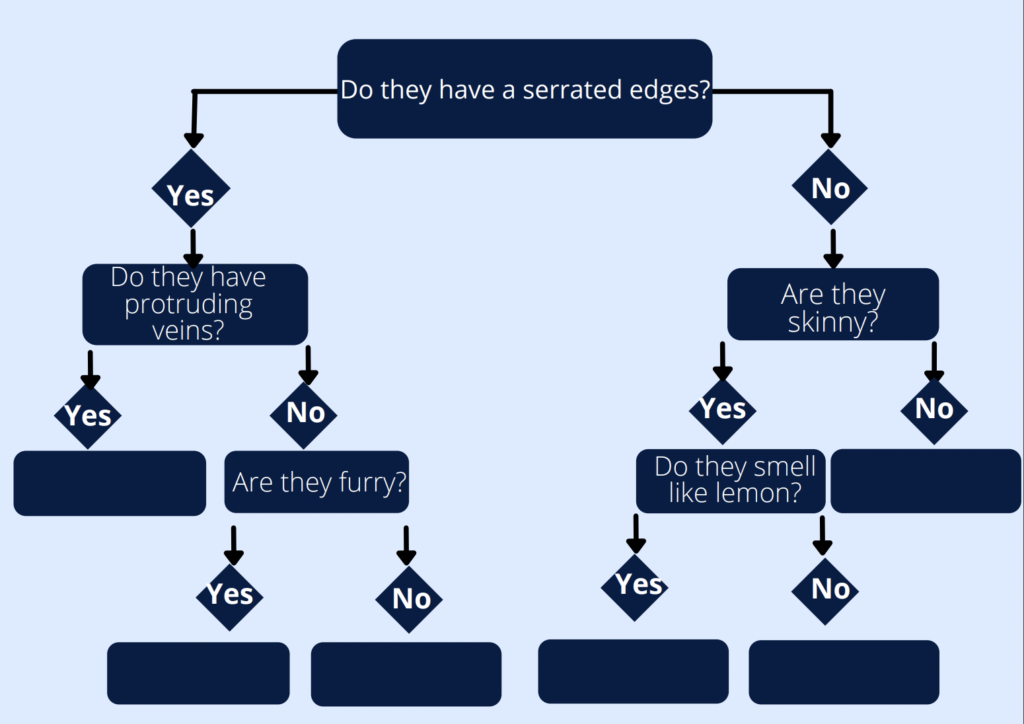 Do they have a serrated edges?
Yes
No
Do they have
protruding
veins?
Are they
skinny?
Yes
No
Yes
No
Are they furry?
Do they smell
like lemon?
Yes
No
Yes
No